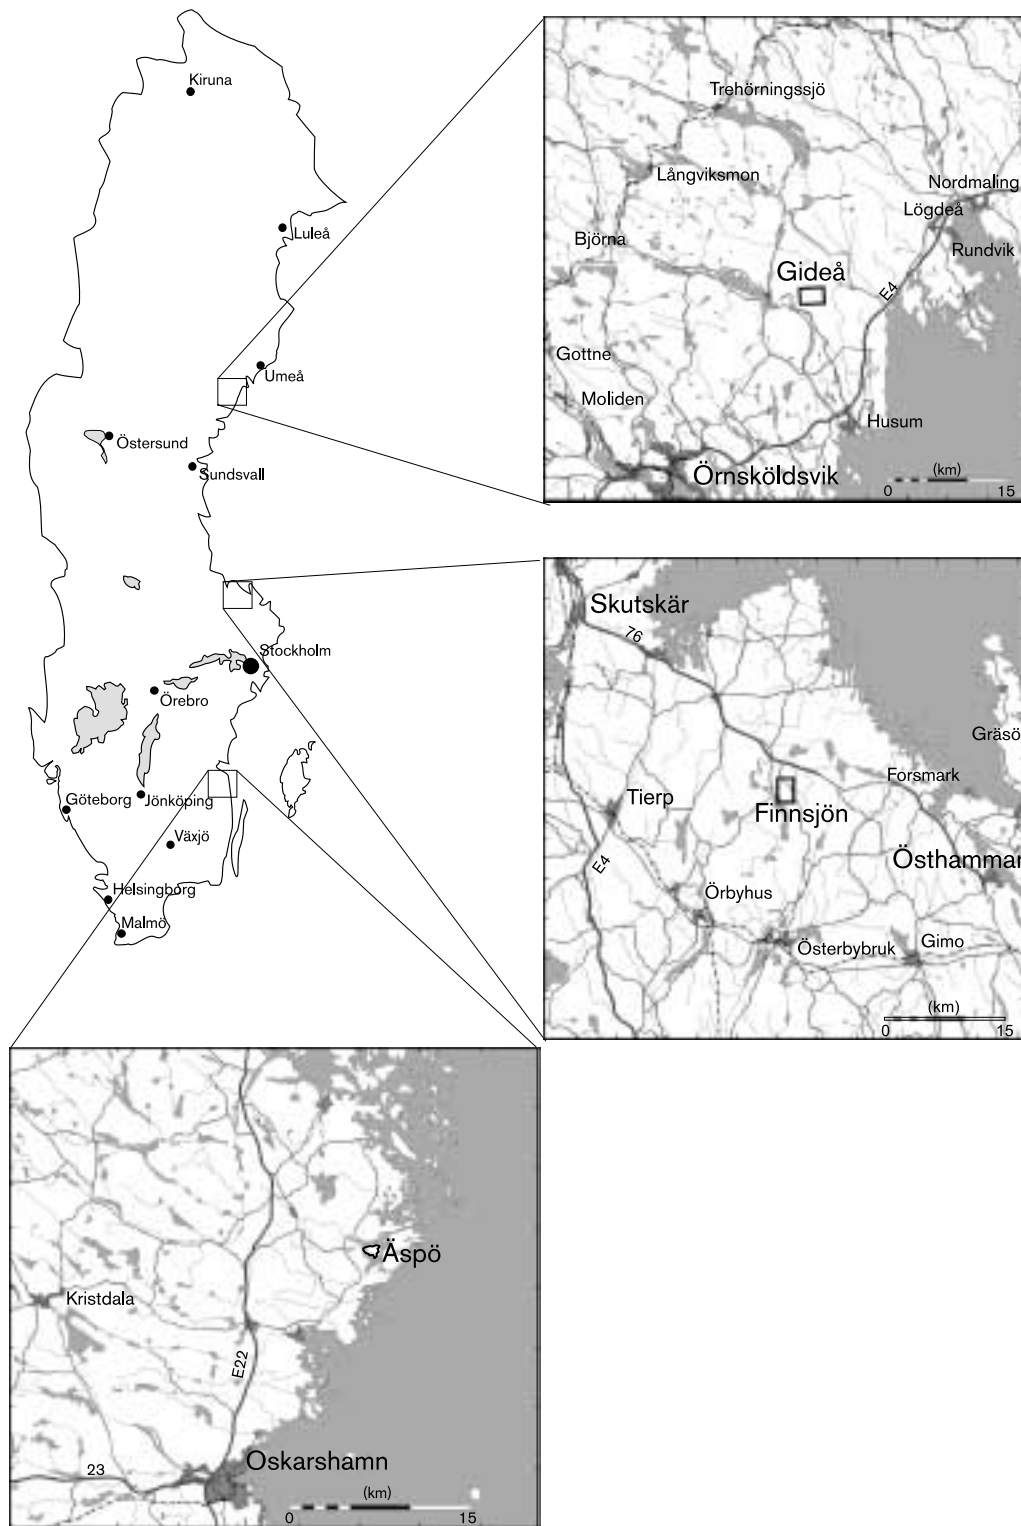 Kiruna
Luleå
Umeå
Östersund
Sundsvall
Stockholm
Örebro
Göteborg
Jönköping
Växjö
Helsingborg
Malmö
Trehörningssjö
Långviksmon
Nordmaling
Lögdeå
Rundvik
Björna
Gideå
E4
Gottne
Moliden
Husum
Örnsköldsvik
(km)
0 15
Skutskär
76
Gräsö
Forsmark
Tierp
Finnsjön
Östhammar
E4
Örbyhus
Österbybruk
Gimo
(km)
0 15
Äspö
Kristdala
E22
Oskarshamn
23
(km)
0 15